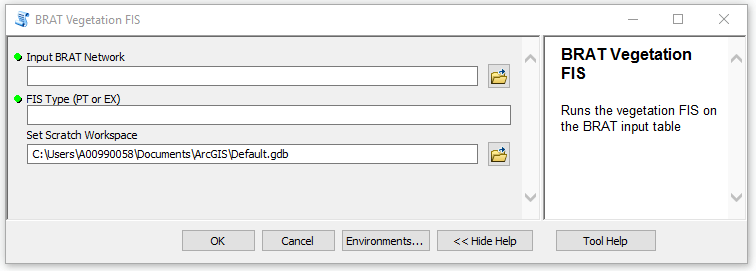 BRAT Vegetation FIS
Input BRAT Network
FIS Type (PT or EX)
Set Scratch Workspace
C:\Users\A00990058\Documents\ArcGIS\Default.gdb
BRAT Vegetation
FIS
Runs the vegetation FIS on
the BRAT input table
OK
Cancel
Environments...
<< Hide Help
Tool Help